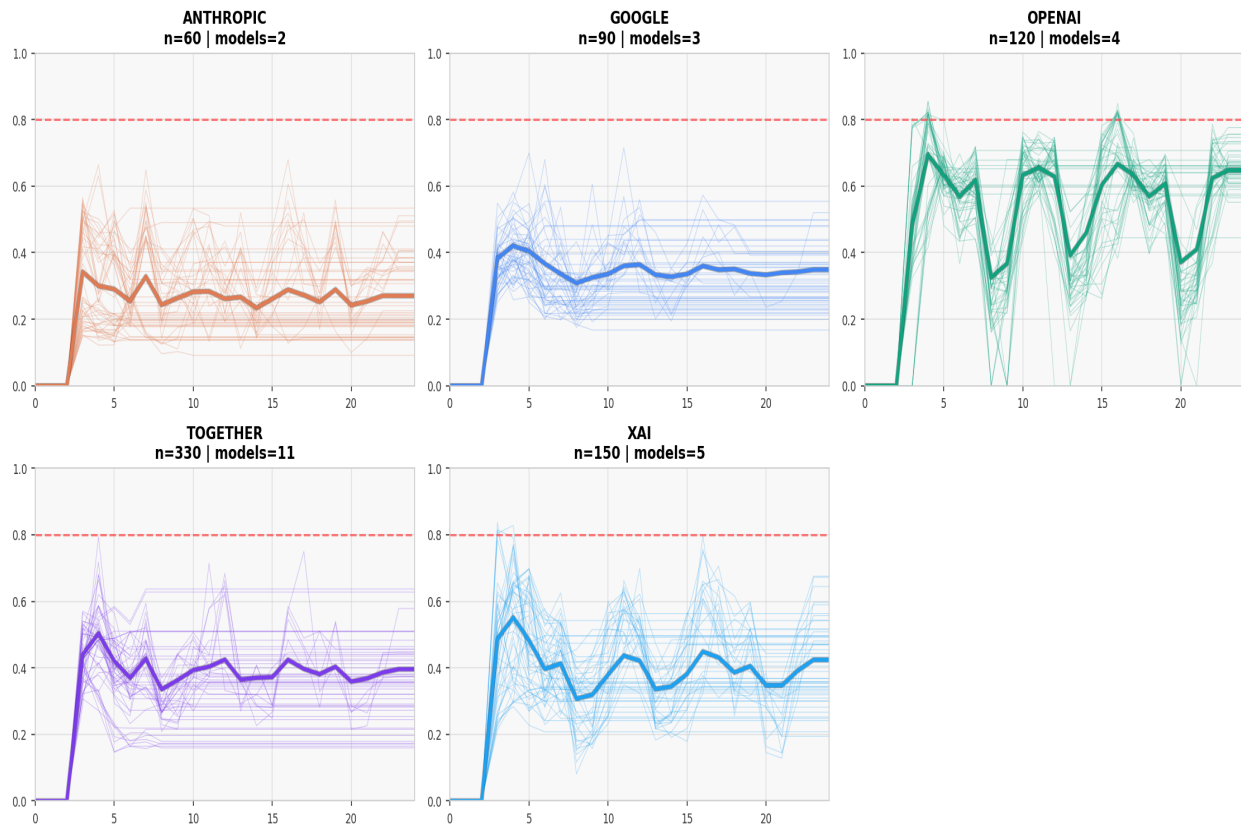 ANTHROPIC
n=60 | models=2
GOOGLE
n=90 | models=3
OPENAI
n=120 | models=4
1.0
0.8
0.6
0.4
0.2
0.0
0 5 10 15 20
1.0
0.8
0.6
0.4
0.2
0.0
0 5 10 15 20
1.0
0.8
0.6
0.4
0.2
0.0
0 5 10 15 20
TOGETHER
n=330 | models=11
XAI
n=150 | models=5
1.0
0.8
0.6
0.4
0.2
0.0
0 5 10 15 20
1.0
0.8
0.6
0.4
0.2
0.0
0 5 10 15 20